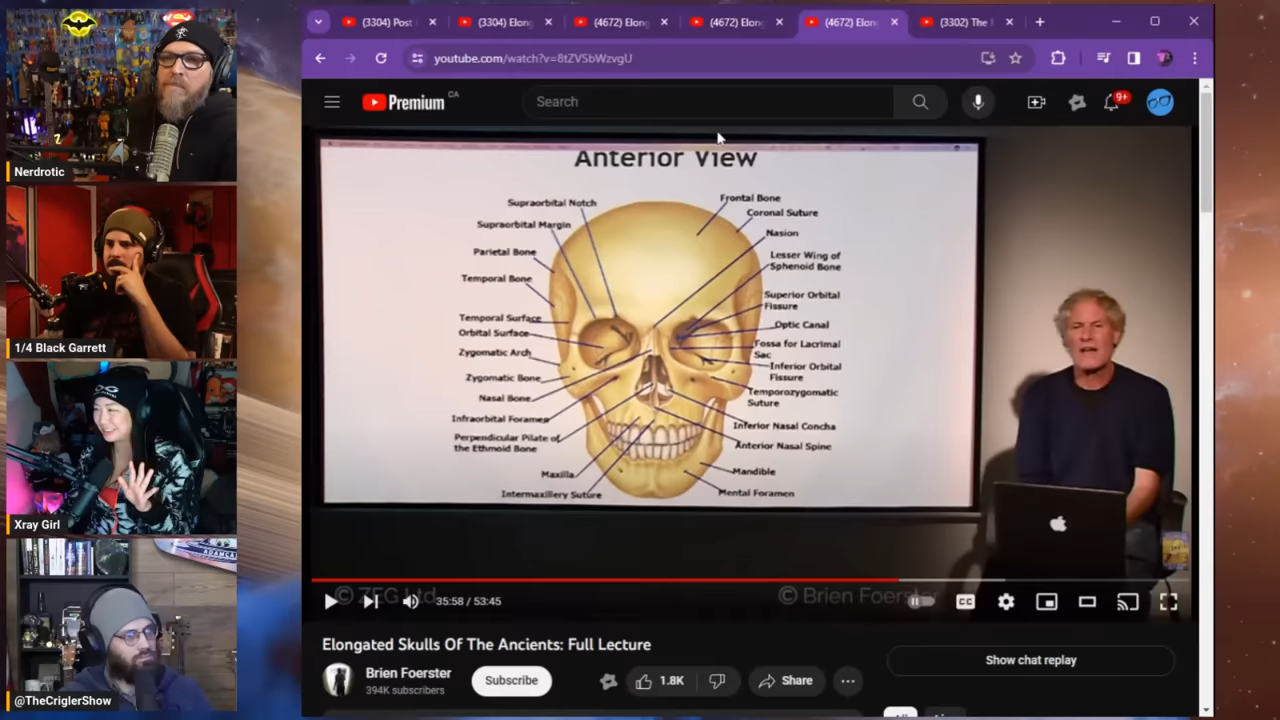 Nerdrotic
1/4 Black Garrett
Xray Girl
@TheCriglerShow
(3304) Post
(3304) Elong
(4672) Elong
(4672) Elong
(4672) Elong
(3302) The
youtube.com/watch?v=8tZVSbWzvgU
Premium CA
Search
9+
Anterior View
Supraorbital Notch
Supraorbital Margin
Parietal Bone
Temporal Bone
Temporal Surface
Orbital Surface
Zygomatic Arch
Zygomatic Bone
Nasal Bone
Infraorbital Foramen
Perpendicular Pilate of
the Ethmoid Bone
Maxilla
Intermaxillery Suture
Frontal Bone
Coronal Suture
Nasion
Lesser Wing of
Sphenoid Bone
Superior Orbital
Fissure
Optic Canal
Fossa for Lacrimal
Sac
Inferior Orbital
Fissure
Temporozygomatic
Suture
Inferior Nasal Concha
Anterior Nasal Spine
Mandible
Mental Foramen
© ZEG Ltd
© Brien Foerster
35:58 / 53:45
CC
Elongated Skulls Of The Ancients: Full Lecture
Brien Foerster
394K subscribers
Subscribe
1.8K
Share
Show chat replay